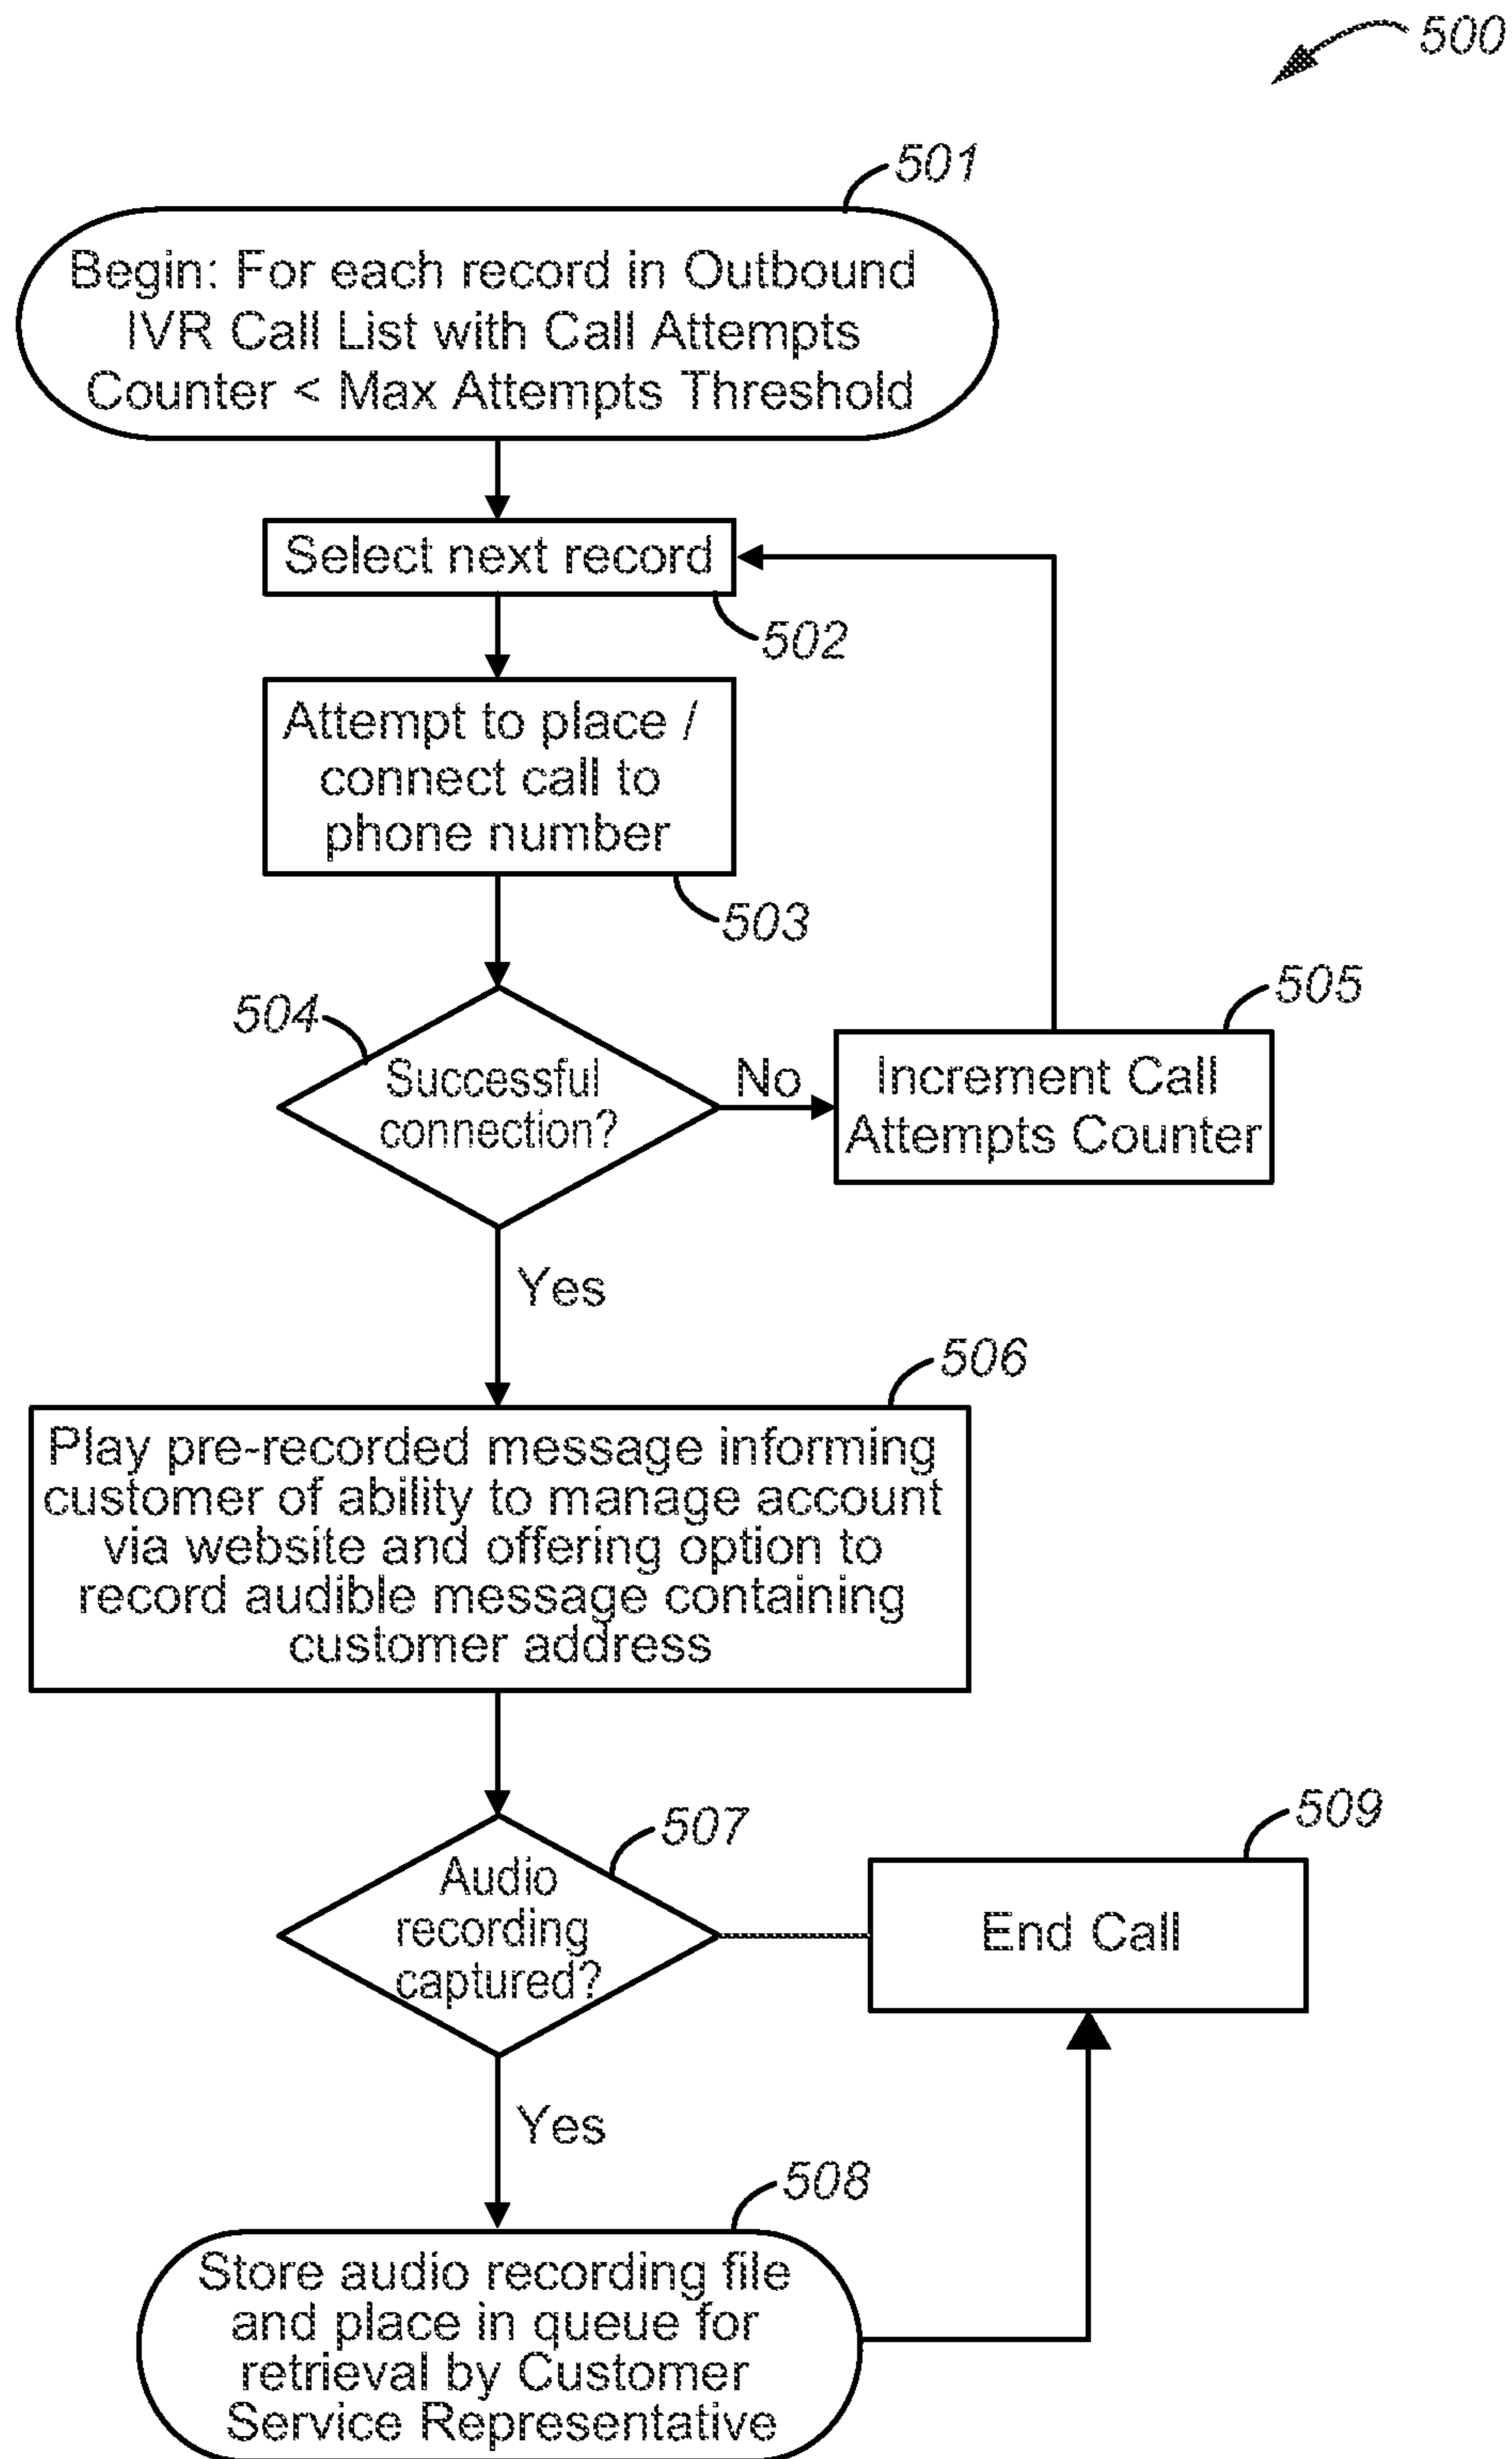 500
501
Begin: For each record in Outbound
IVR Call List with Call Attempts
Counter < Max Attempts Threshold
Select next record
502
Attempt to place /
connect call to
phone number
503
504
Successful
connection?
No
505
Increment Call
Attempts Counter
Yes
506
Play pre-recorded message informing
customer of ability to manage account
via website and offering option to
record audible message containing
customer address
507
Audio
recording
captured?
509
End Call
Yes
508
Store audio recording file
and place in queue for
retrieval by Customer
Service Representative